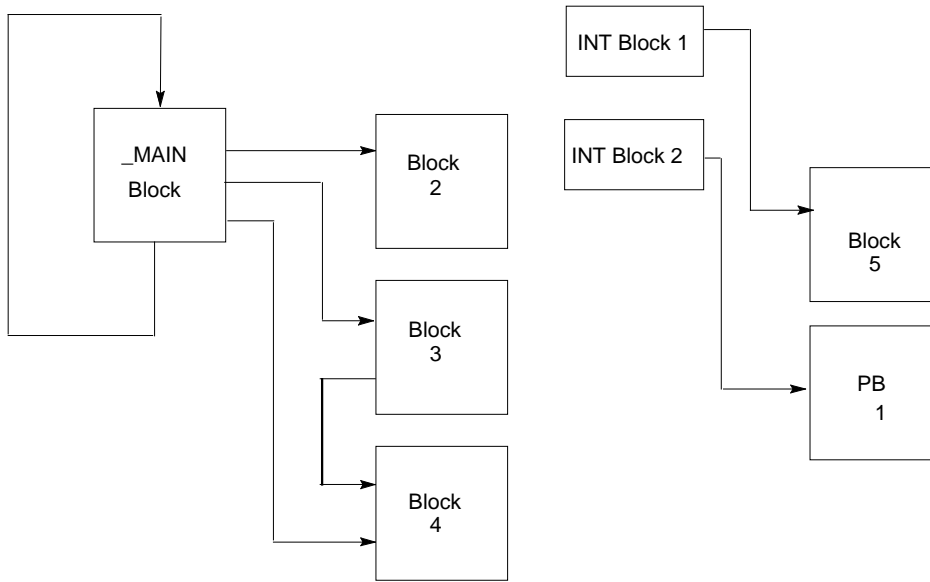 _MAIN
Block
Block
2
Block
3
Block
4
INT Block 1
INT Block 2
Block
5
PB
1